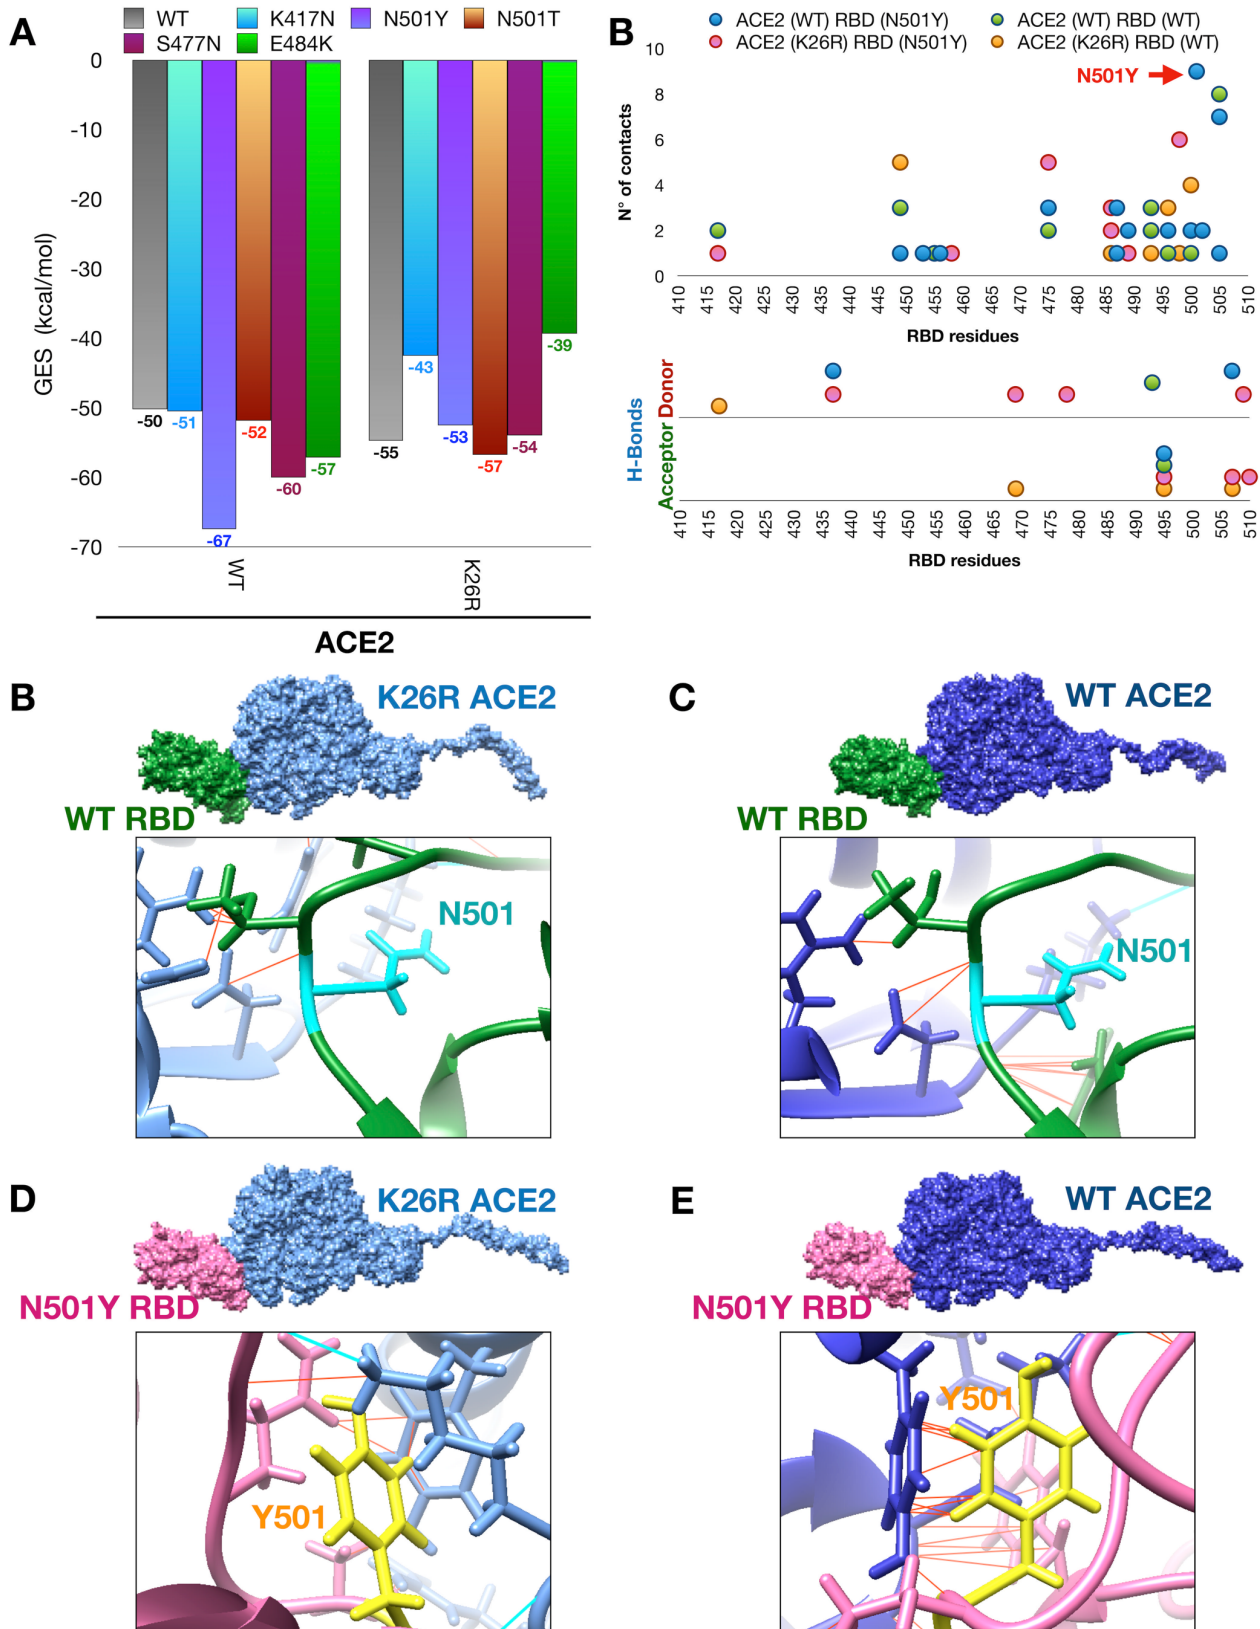 A
WT K417N N501Y N501T
S477N E484K
GES (kcal/mol)
0
-10
-20
-30
-40
-50
-60
-70
-50 -51 -67 -52 -60 -57
-55 -43 -53 -57 -54 -39
WT K26R
ACE2
B
ACE2 (WT) RBD (N501Y) ACE2 (WT) RBD (WT)
ACE2 (K26R) RBD (N501Y) ACE2 (K26R) RBD (WT)
N° of contacts
10
8
6
4
2
0
N501Y
410 415 420 425 430 435 440 445 450 455 460 465 470 475 480 485 490 495 500 505 510
RBD residues
H-Bonds
Acceptor Donor
410 415 420 425 430 435 440 445 450 455 460 465 470 475 480 485 490 495 500 505 510
RBD residues
B
K26R ACE2
WT RBD
N501
C
WT ACE2
WT RBD
N501
D
K26R ACE2
N501Y RBD
Y501
E
WT ACE2
N501Y RBD
Y501